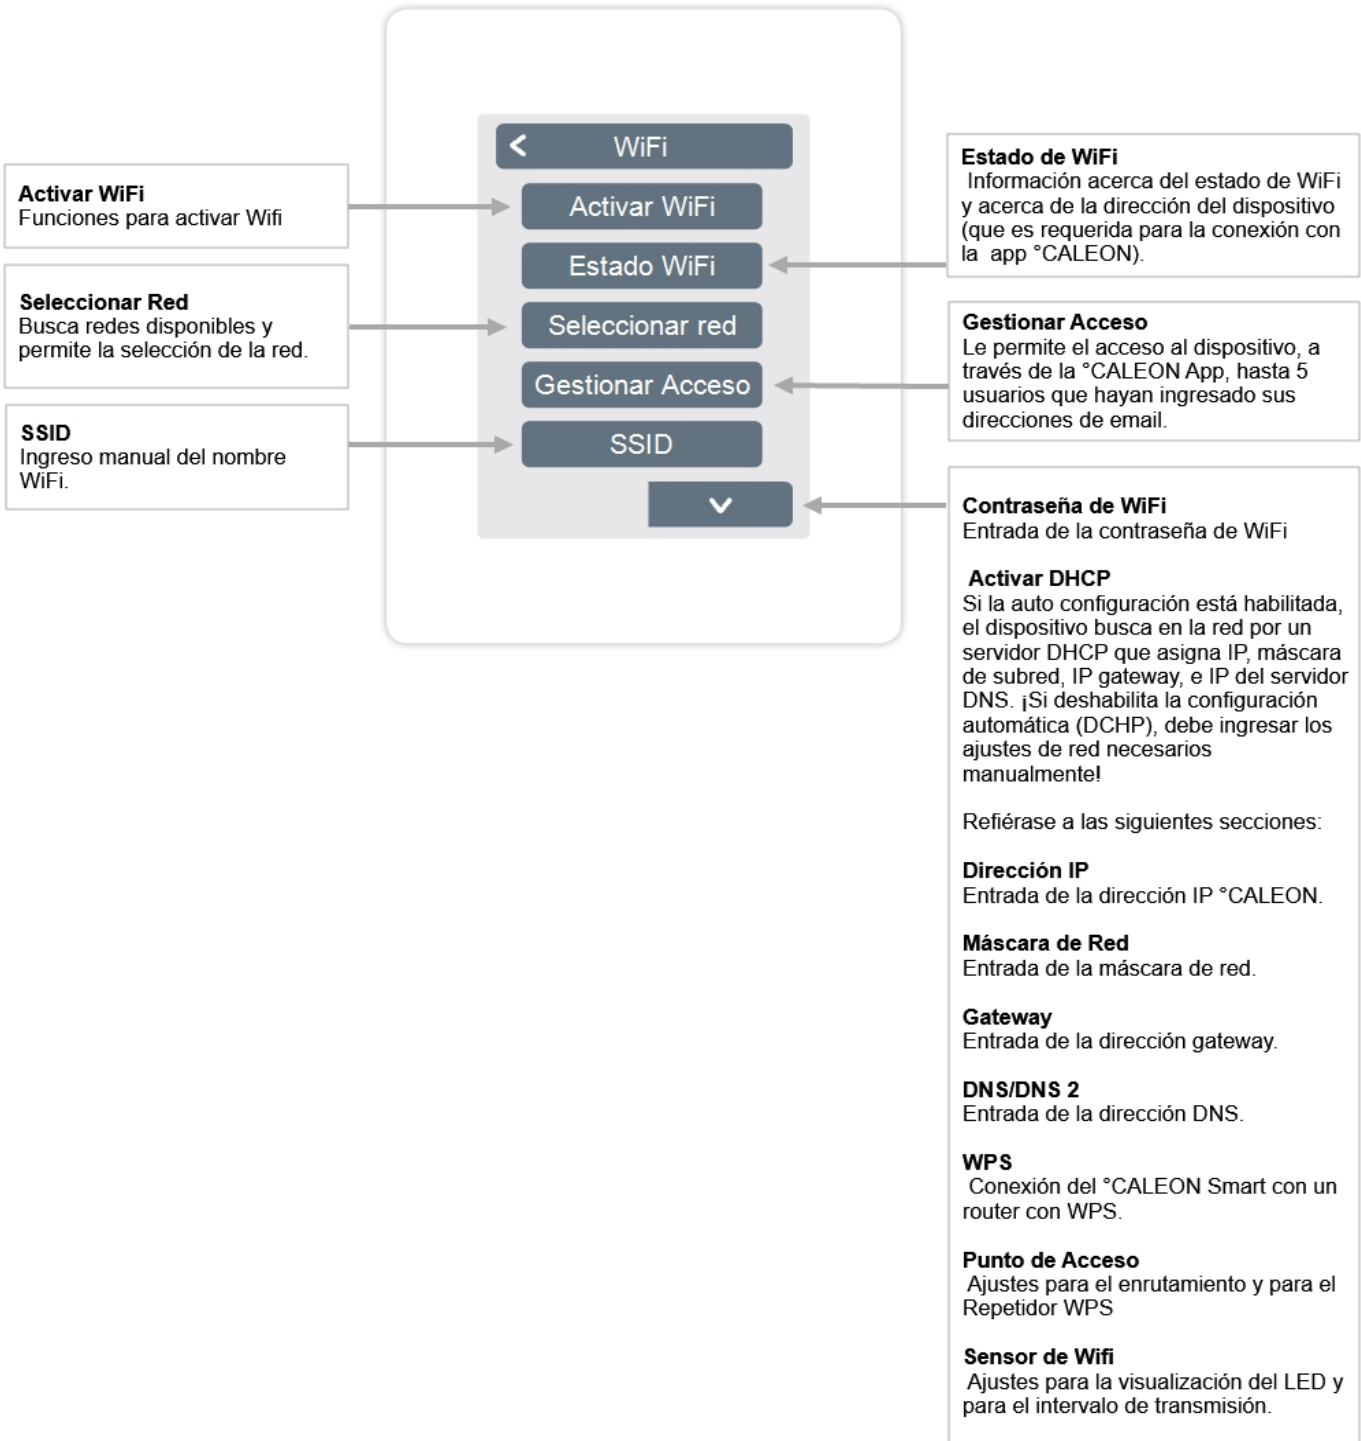 WiFi
Activar WiFi
Estado WiFi
Seleccionar red
Gestionar Acceso
SSID
Activar WiFi
Funciones para activar Wifi
Seleccionar Red
Busca redes disponibles y
permite la selección de la red.
SSID
Ingreso manual del nombre
WiFi.
Estado de WiFi
Información acerca del estado de WiFi
y acerca de la dirección del dispositivo
(que es requerida para la conexión con
la app °CALEON).
Gestionar Acceso
Le permite el acceso al dispositivo, a
través de la °CALEON App, hasta 5
usuarios que hayan ingresado sus
direcciones de email.
Contraseña de WiFi
Entrada de la contraseña de WiFi
Activar DHCP
Si la auto configuración está habilitada,
el dispositivo busca en la red por un
servidor DHCP que asigna IP, máscara
de subred, IP gateway, e IP del servidor
DNS. ¡Si deshabilita la configuración
automática (DCHP), debe ingresar los
ajustes de red necesarios
manualmente!
Refiérase a las siguientes secciones:
Dirección IP
Entrada de la dirección IP °CALEON.
Máscara de Red
Entrada de la máscara de red.
Gateway
Entrada de la dirección gateway.
DNS/DNS 2
Entrada de la dirección DNS.
WPS
Conexión del °CALEON Smart con un
router con WPS.
Punto de Acceso
Ajustes para el enrutamiento y para el
Repetidor WPS
Sensor de Wifi
Ajustes para la visualización del LED y
para el intervalo de transmisión.